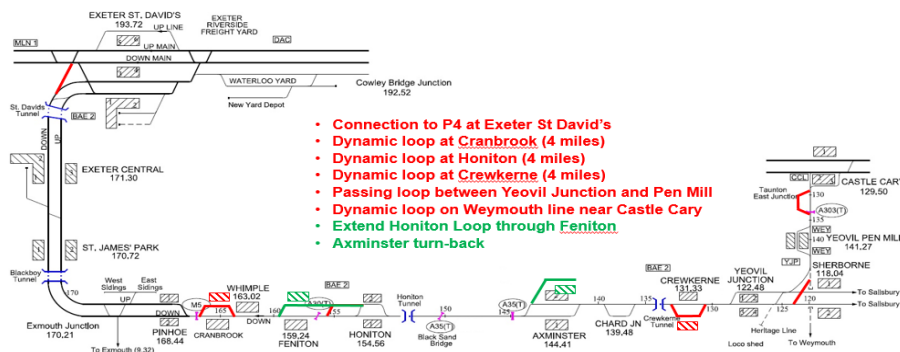 EXETER ST. DAVID'S
193.72
UP LINE
EXETER
RIVERSIDE
FREIGHT YARD
MLN 1
UP MAIN
DAC
DOWN MAIN
WATERLOO YARD
Cowley Bridge Junction
192.52
New Yard Depot
St. Davids
Tunnel
BAE 2
DOWN
UP
EXETER CENTRAL
171.30
ST. JAMES' PARK
170.72
Blackboy
Tunnel
• Connection to P4 at Exeter St David's
• Dynamic loop at Cranbrook (4 miles)
• Dynamic loop at Honiton (4 miles)
• Dynamic loop at Crewkerne (4 miles)
• Passing loop between Yeovil Junction and Pen Mill
• Dynamic loop on Weymouth line near Castle Cary
• Extend Honiton Loop through Feniton
• Axminster turn-back
CCL
CASTLE CARY
129,50
Taunton
East Junction
130
135
A303(T)
WEY
140
YEOVIL PEN MILL
141.27
WEY
YJP
SHERBORNE
118.04
170
West
Sidings
East
Sidings
UP
DOWN
Exmouth Junction
170.21
To Exmouth (9.32)
PINHOE
168.44
M5
WHIMPLE
163.02
165
CRANBROOK
DOWN
BAE 2
160
155
159,24
FENITON
HONITON
154.56
Honiton
Tunnel
150
A35(T)
Black Sand
Bridge
A35(T)
145
AXMINSTER
144.41
140
CHARD JN
139.48
BAE 2
135
Crewkerne
Tunnel
CREWKERNE
131,33
130
YEOVIL
JUNCTION
122,48
125
120
To Salisbury
To Salisbury
Heritage Line
Loco shed
To Weymouth